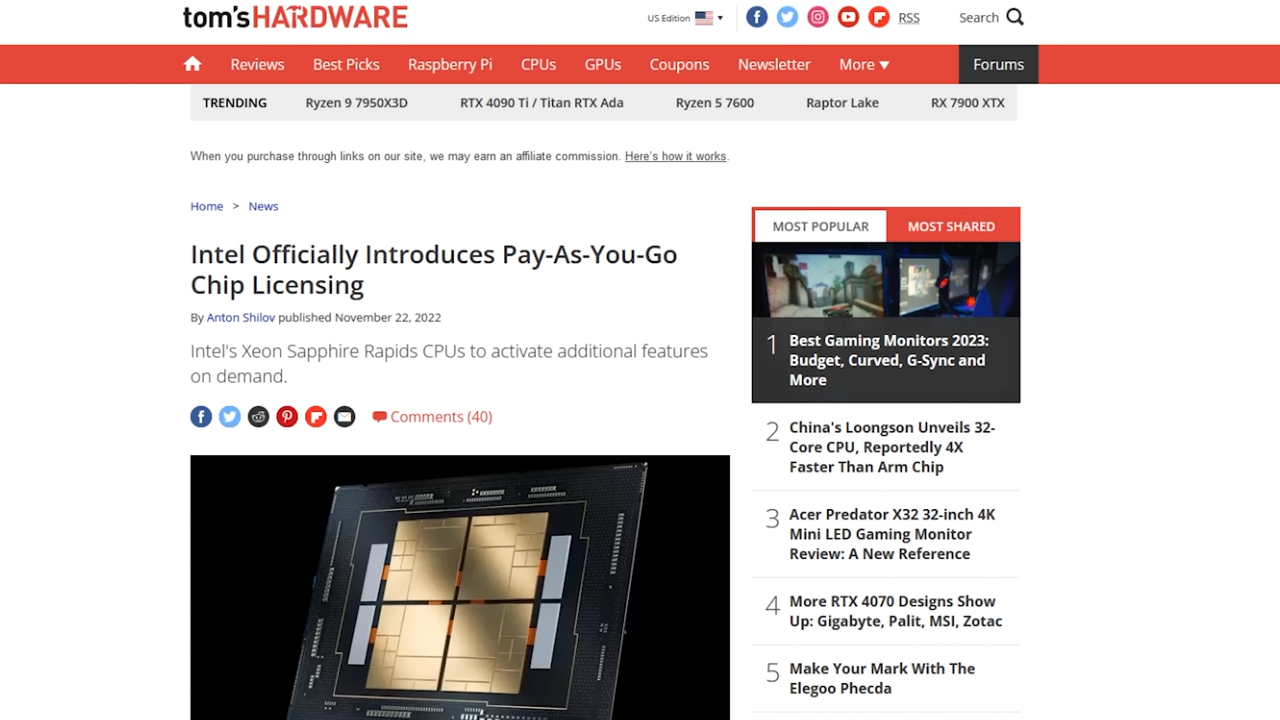 tom'sHARDWARE
US Edition
RSS
Search
Reviews
Best Picks
Raspberry Pi
CPUs
GPUs
Coupons
Newsletter
More
Forums
TRENDING
Ryzen 9 7950X3D
RTX 4090 Ti / Titan RTX Ada
Ryzen 5 7600
Raptor Lake
RX 7900 XTX
When you purchase through links on our site, we may earn an affiliate commission. Here's how it works.
Home > News
Intel Officially Introduces Pay-As-You-Go
Chip Licensing
By Anton Shilov published November 22, 2022
Intel's Xeon Sapphire Rapids CPUs to activate additional features
on demand.
Comments (40)
MOST POPULAR
MOST SHARED
1 Best Gaming Monitors 2023:
Budget, Curved, G-Sync and
More
2 China's Loongson Unveils 32-
Core CPU, Reportedly 4X
Faster Than Arm Chip
3 Acer Predator X32 32-inch 4K
Mini LED Gaming Monitor
Review: A New Reference
4 More RTX 4070 Designs Show
Up: Gigabyte, Palit, MSI, Zotac
5 Make Your Mark With The
Elegoo Phecda